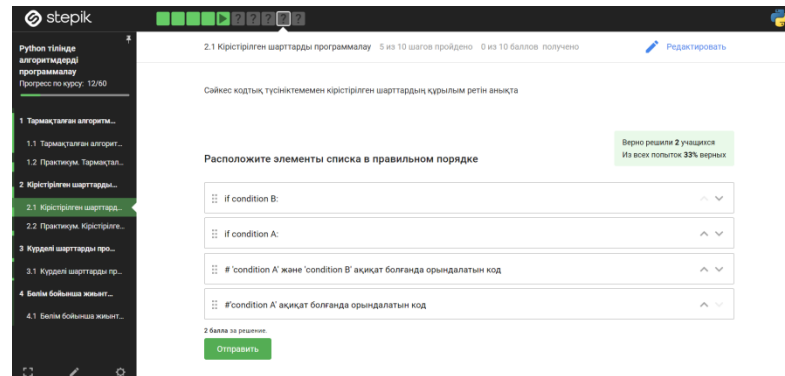 stepik
Python тілінде
алгоритмдерді
программалау
Прогресс по курсу: 12/60
1 Тармақталған алгоритм...
1.1 Тармақталған алгорит...
1.2 Практикум. Тармақтал...
2 Кірістірілген шарттарды...
2.1 Кірістірілген шарттард...
2.2 Практикум. Кірістірілге...
3 Күрделі шарттарды про...
3.1 Күрделі шарттарды пр...
4 Бөлім бойынша жиынт...
4.1 Бөлім бойынша жиынт...
2.1 Кірістірілген шарттарды программалау 5 из 10 шагов пройдено 0 из 10 баллов получено
Редактировать
Сәйкес кодтық түсініктемемен кірістірілген шарттардың құрылым ретін анықта
Верно решили 2 учащихся
Из всех попыток 33% верных
Расположите элементы списка в правильном порядке
if condition B:
if condition A:
# 'condition A' және 'condition B' ақиқат болғанда орындалатын код
#'condition A' ақиқат болғанда орындалатын код
2 балла за решение.
Отправить